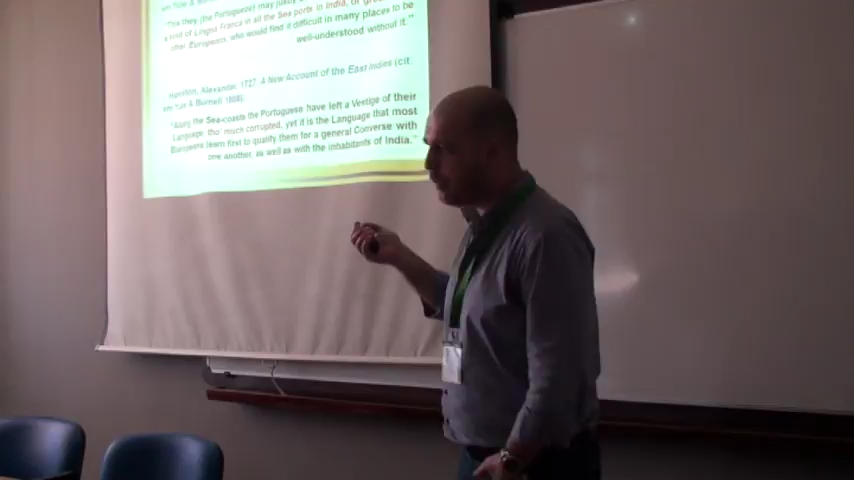 "This they (the Portuguese) may justly
a kind of Lingua Franca in all the Sea ports in India, of great
other Europeans, who would find it difficult in many places to be
well-understood without it."
Hamilton, Alexander. 1727. A New Account of the East Indies (cit.
em Yule & Burnell 1886):
"Along the Sea-coasts the Portuguese have left a Vestige of their
Language, tho' much corrupted, yet it is the Language that most
Europeans learn first to qualify them for a general Converse with
one another, as well as with the inhabitants of India."